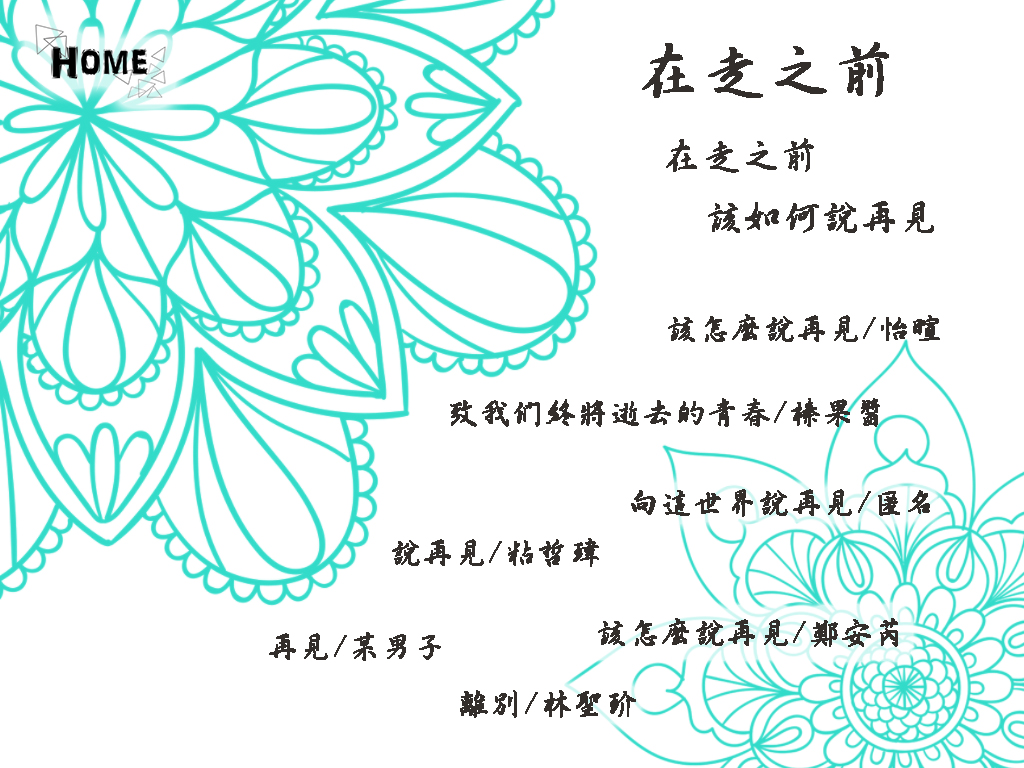 HOME
在走之前
在走之前
該如何說再見
該怎麼說再見/怡暄
致我们終將逝去的青春/榛果醬
向這世界說再見/匿名
說再見/粘哲瑋
該怎麼說再見/鄭安芮
再見/某男子
離別/林聖玠